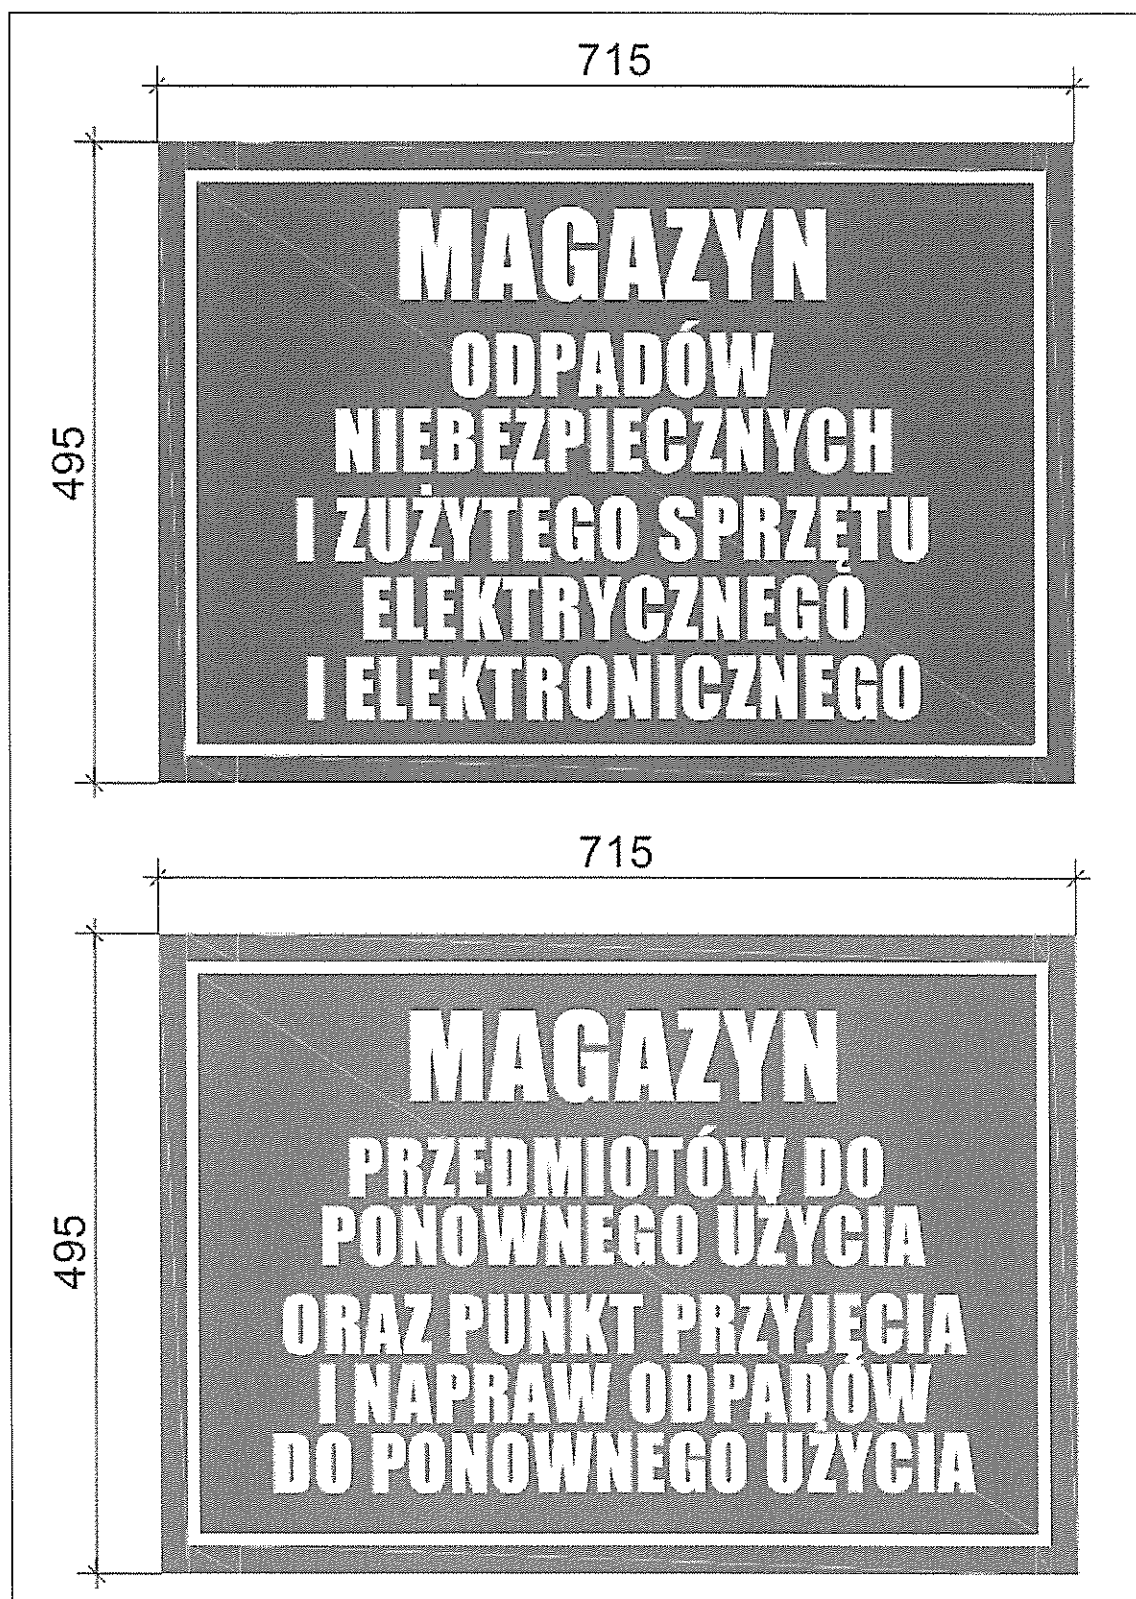 715
495
MAGAZYN
ODPADÓW
NIEBEZPIECZNYCH
I ZUŻYTEGO SPRZĘTU
ELEKTRYCZNEGO
I ELEKTRONICZNEGO
715
495
MAGAZYN
PRZEDMIOTÓW DO
PONOWNEGO UŻYCIA
ORAZ PUNKT PRZYJĘCIA
I NAPRAW ODPADÓW
DO PONOWNEGO UŻYCIA